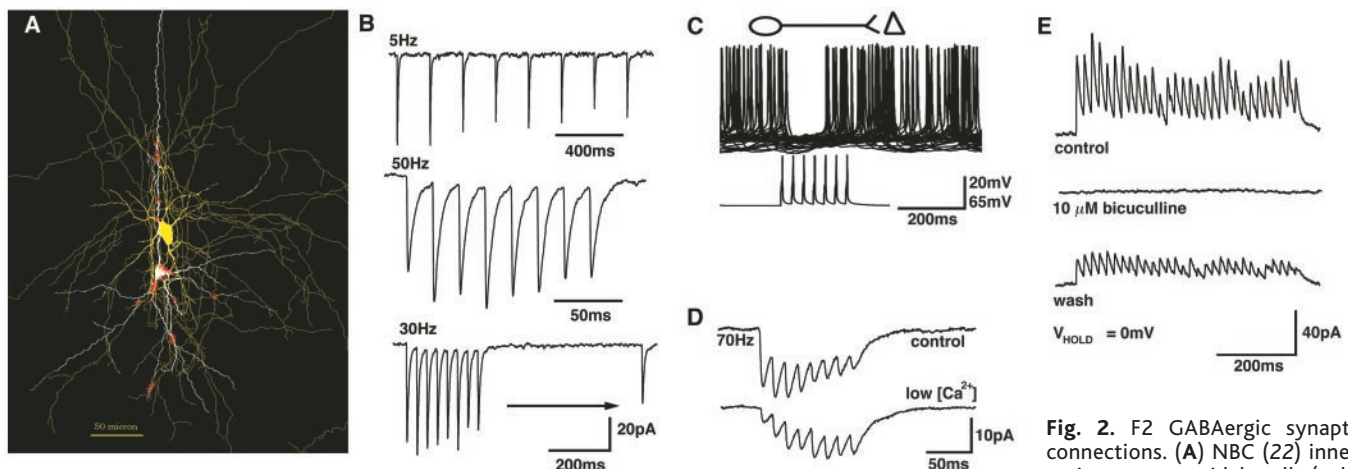 A
50 micron
B
5Hz
400ms
50Hz
50ms
30Hz
20pA
200ms
C
20mV
65mV
200ms
D
70Hz
control
low [Ca2+]
10pA
50ms
E
control
10 µM bicuculline
wash
VHOLD = 0mV
40pA
200ms
Fig. 2. F2 GABAergic synapt
connections. (A) NBC (22) inne